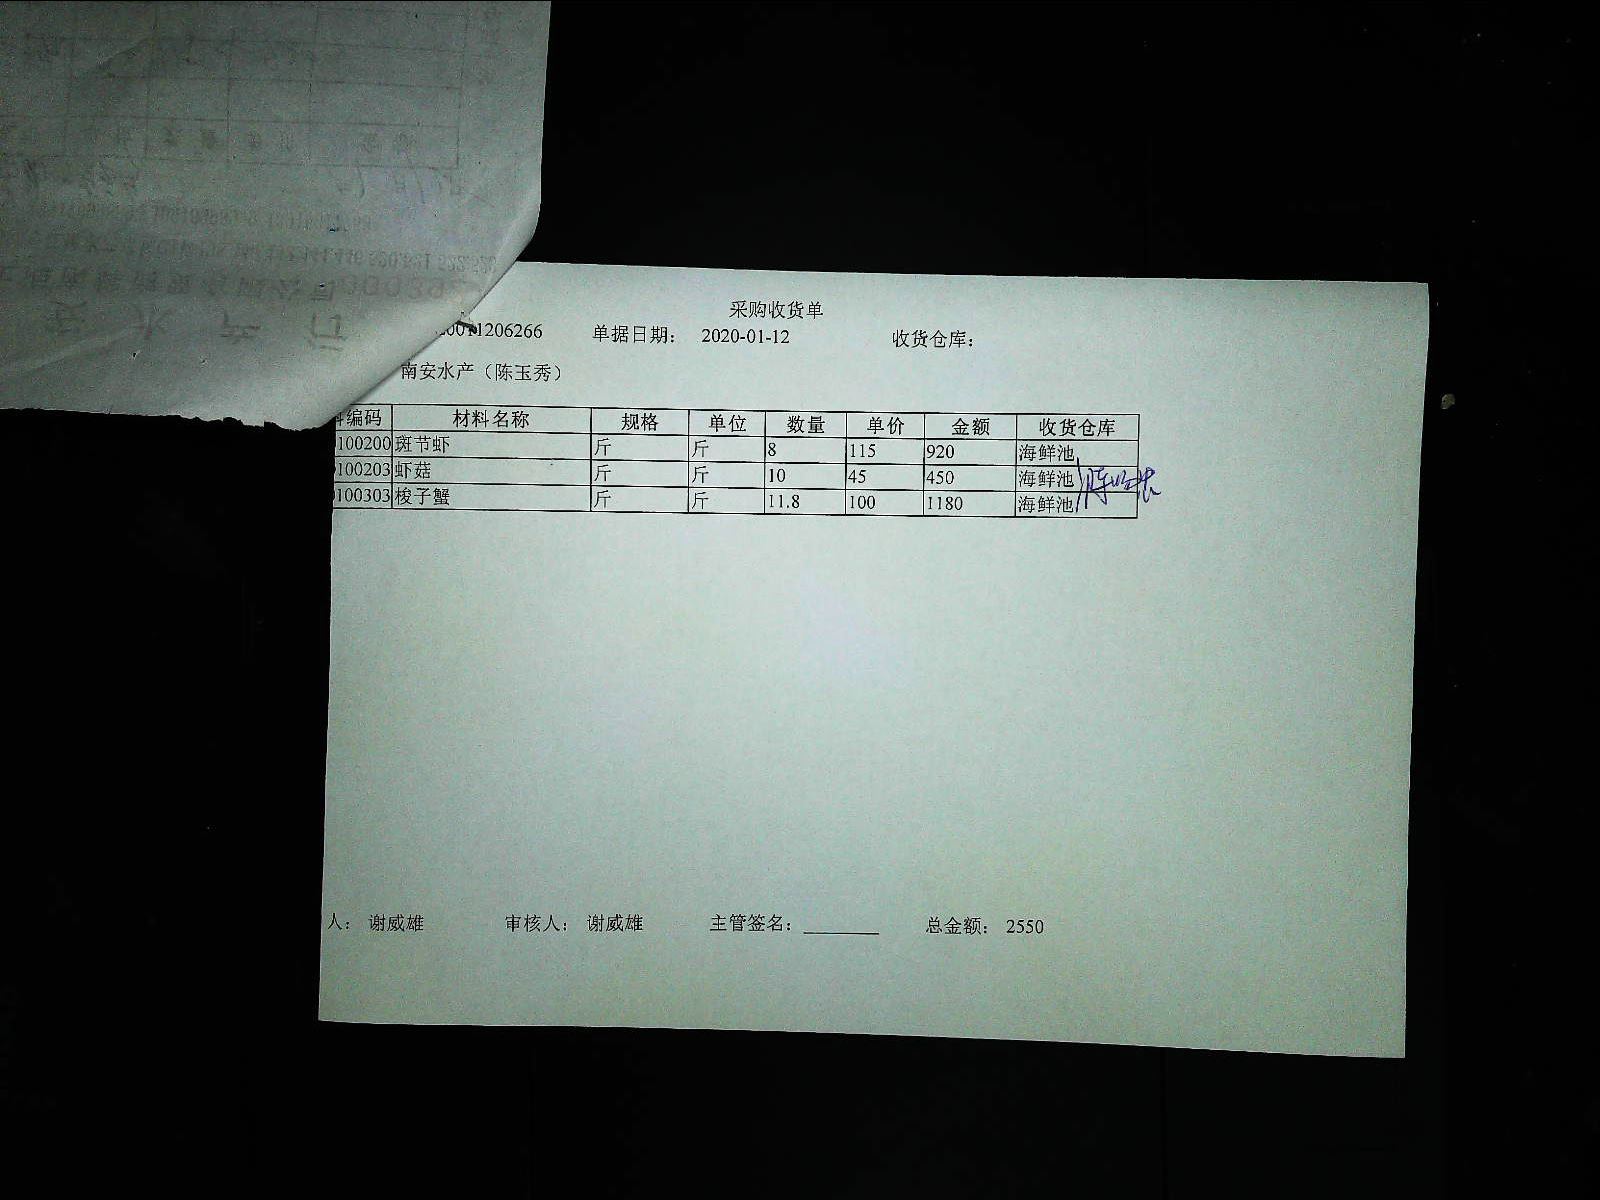 采购收货单
20011206266 单据日期： 2020-01-12 收货仓库：
南安水产（陈玉秀）
料编码 材料名称 规格 单位 数量 单价 金额 收货仓库
100200 斑节虾 斤 斤 8 115 920 海鲜池
100203 虾菇 斤 斤 10 45 450 海鲜池
100303 梭子蟹 斤 斤 11.8 100 1180 海鲜池
人： 谢威雄 审核人： 谢威雄 主管签名： 总金额： 2550